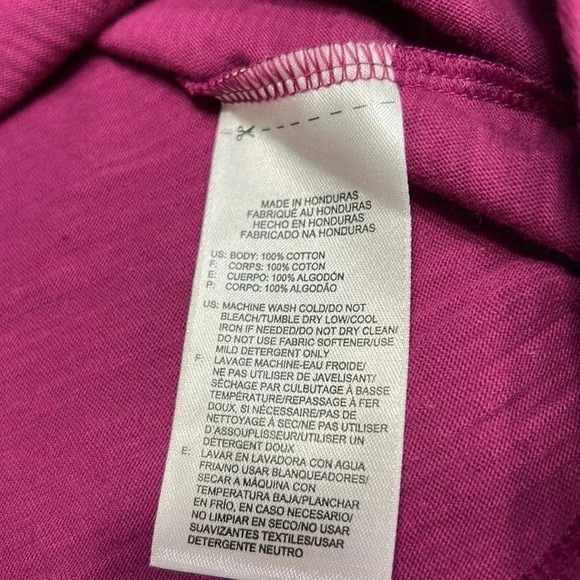 MADE IN HONDURAS
FABRIQUÉ AU HONDURAS
HECHO EN HONDURAS
FABRICADO NA HONDURAS
US: BODY: 100% COTTON
F: CORPS: 100% COTON
E: CUERPO: 100% ALGODÓN
P: CORPO: 100% ALGODÃO
US: MACHINE WASH COLD/DO NOT
BLEACH/TUMBLE DRY LOW/COOL
IRON IF NEEDED/DO NOT DRY CLEAN/
DO NOT USE FABRIC SOFTENER/USE
MILD DETERGENT ONLY
F: LAVAGE MACHINE-EAU FROIDE/
NE PAS UTILISER DE JAVELISANT/
SÉCHAGE PAR CULBUTAGE À BASSE
TEMPÉRATURE/REPASSAGE À FER
DOUX, SI NÉCESSAIRE/PAS DE
NETTOYAGE À SEC/NE PAS UTILISER
D'ASSOUPLISSEUR/UTILISER UN
DÉTERGENT DOUX
E: LAVAR EN LAVADORA CON AGUA
FRIA/NO USAR BLANQUEADORES/
SECAR A MÁQUINA CON
TEMPERATURA BAJA/PLANCHAR
EN FRÍO, EN CASO NECESARIO/
NO LIMPIAR EN SECO/NO USAR
SUAVIZANTES TEXTILES/USAR
DETERGENTE NEUTRO